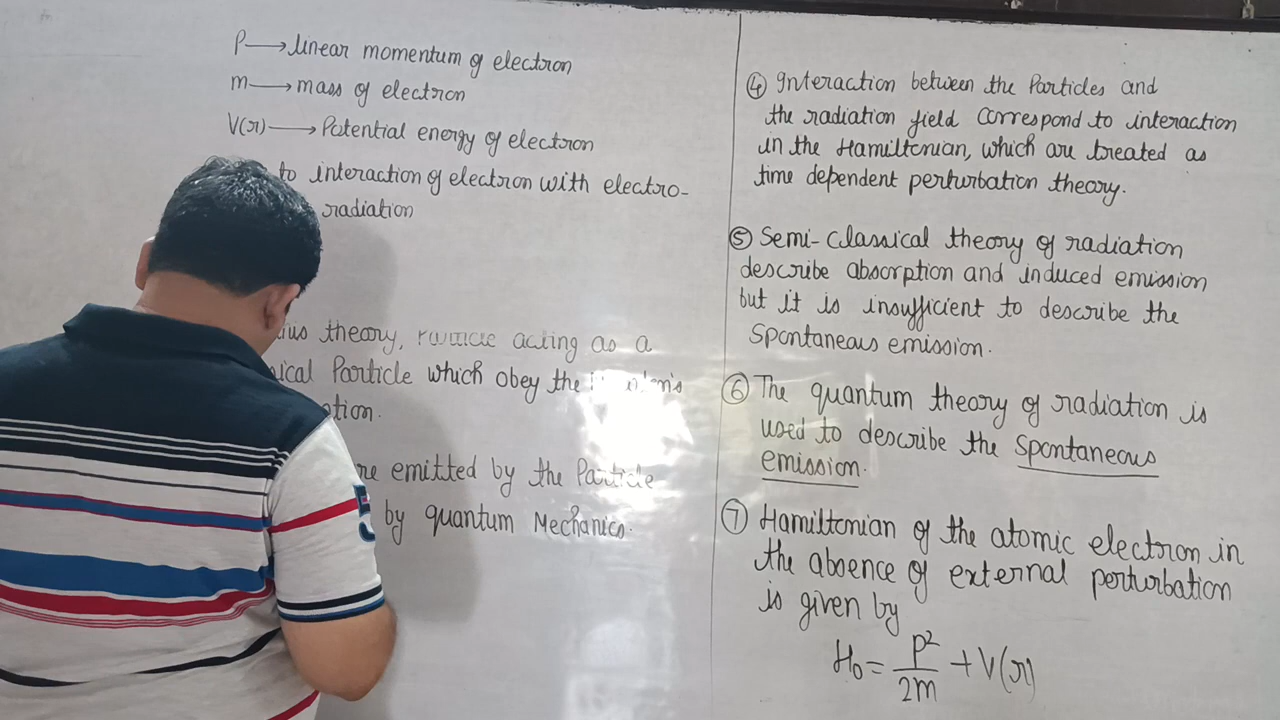 P → linear momentum of electron
m → mass of electron
V(r) → Potential energy of electron
to interaction of electron with electro-
radiation
theory, acting as a
Particle which obey the
are emitted by the Particle
by quantum Mechanics.
④ Interaction between the Particles and
the radiation field correspond to interaction
in the Hamiltonian, which are treated as
time dependent perturbation theory.
⑤ Semi-classical theory of radiation
describe absorption and induced emission
but it is insufficient to describe the
Spontaneous emission.
⑥ The quantum theory of radiation is
used to describe the Spontaneous
emission.
⑦ Hamiltonian of the atomic electron in
the absence of external perturbation
is given by
H₀ = P²/2m + V(r)
5